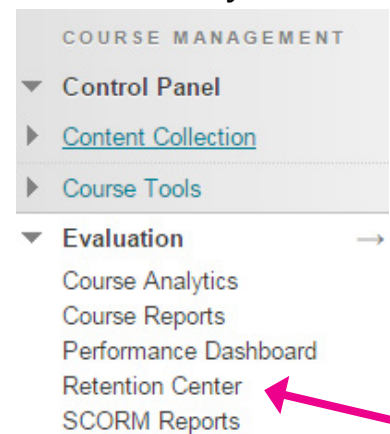 COURSE MANAGEMENT
Control Panel
Content Collection
Course Tools
Evaluation
Course Analytics
Course Reports
Performance Dashboard
Retention Center
SCORM Reports